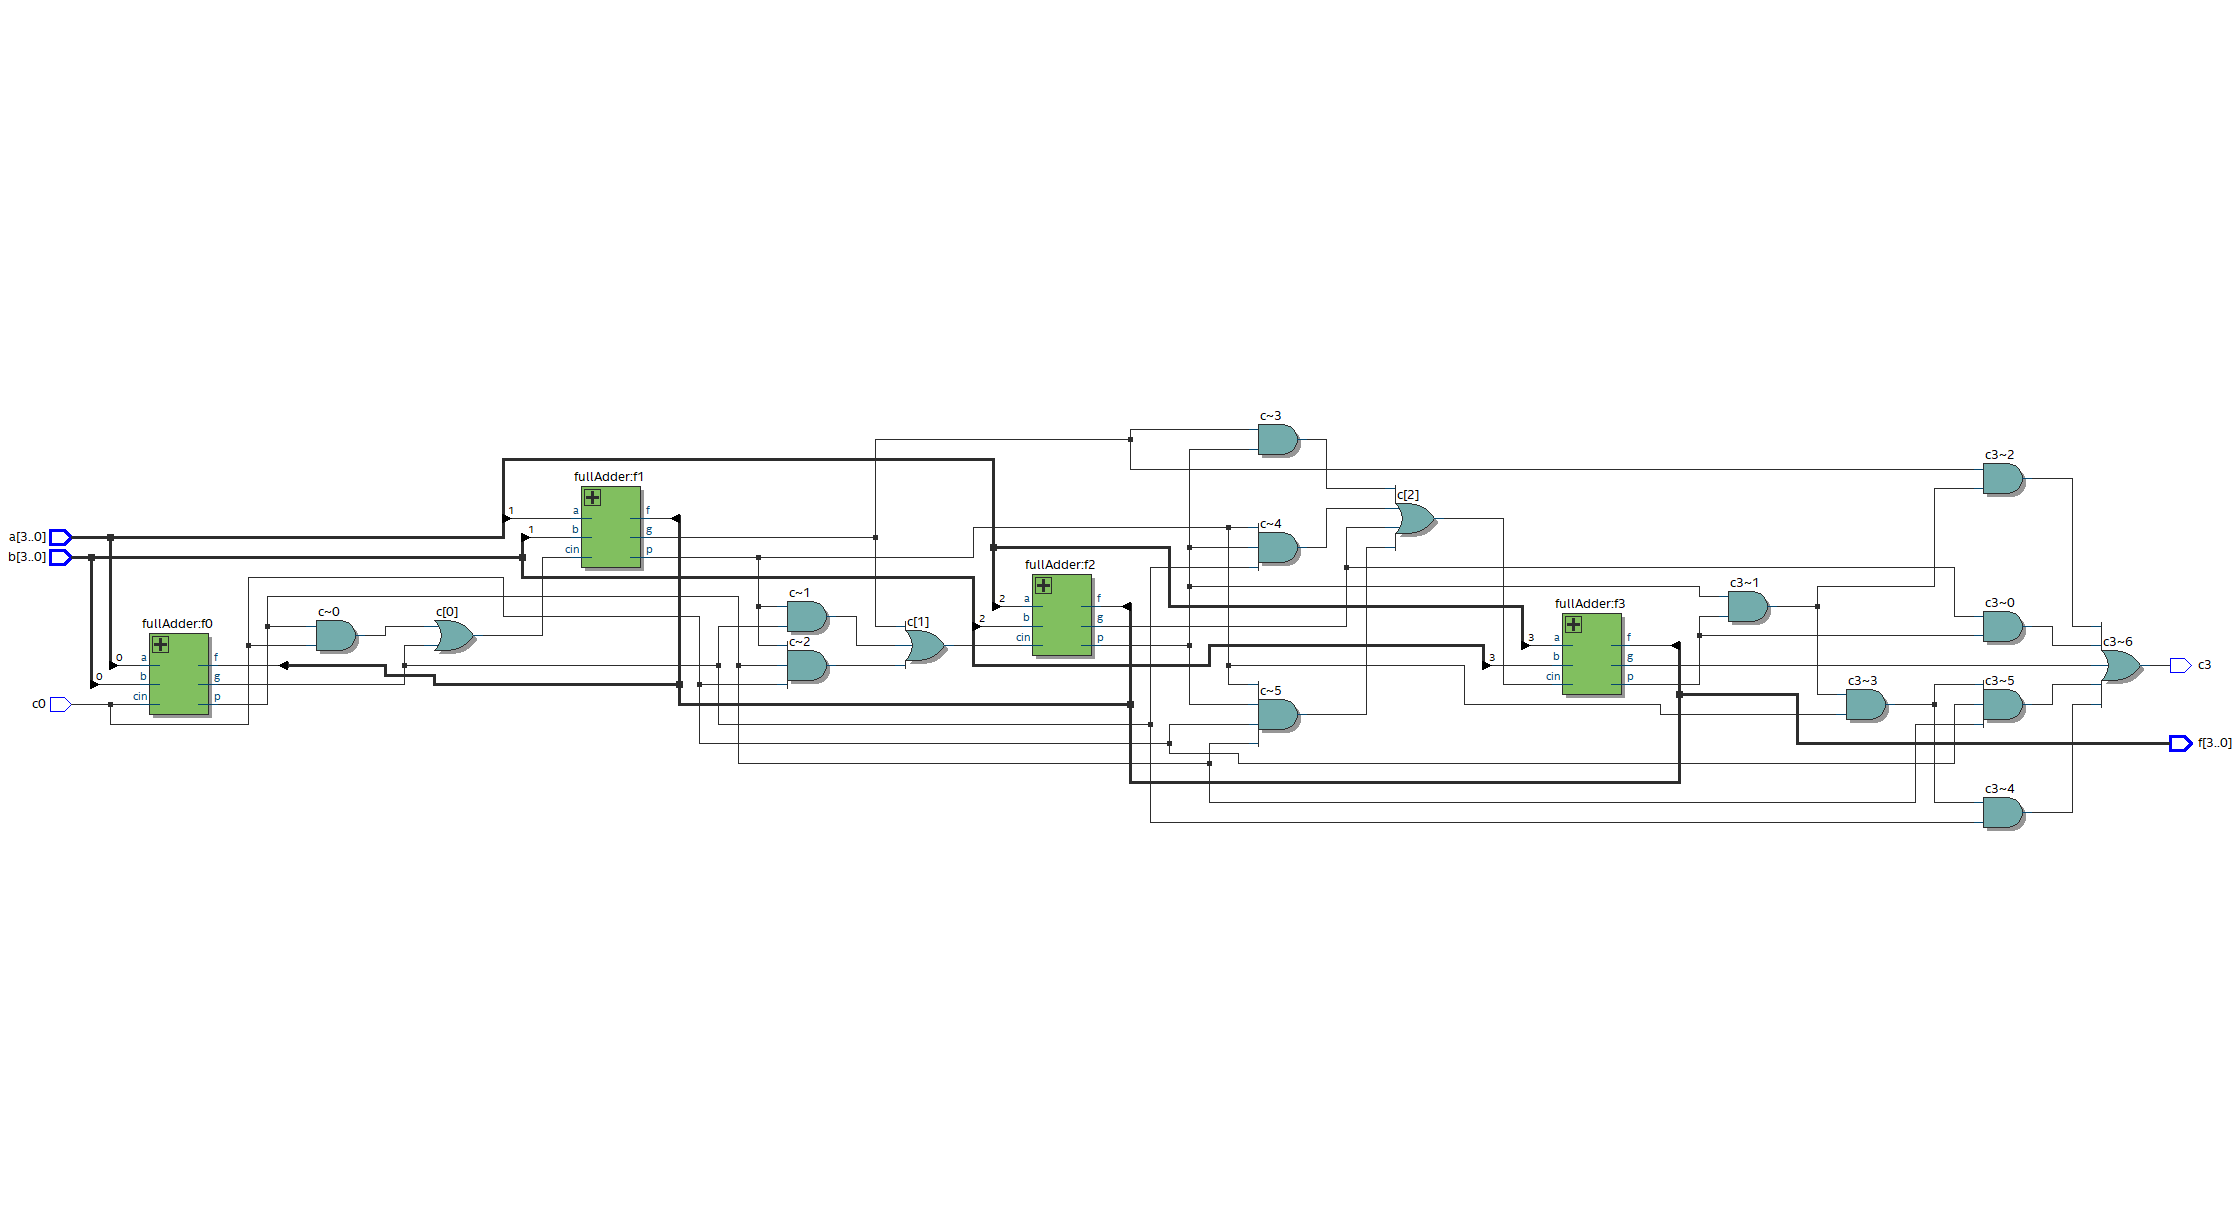 c~3
c3~2
fullAdder:f1
c[2]
1
a
f
c~4
1
b
g
a[3..0]
cin
p
b[3..0]
fullAdder:f2
c3~1
c~1
2
a
f
fullAdder:f3
c3~0
c~0
c[0]
2
b
g
c[1]
fullAdder:f0
cin
p
3
a
f
c~2
c3~6
0
a
f
3
b
g
c3
0
b
g
cin
p
c3~3
c3~5
cin
p
c~5
c0
f[3..0]
c3~4